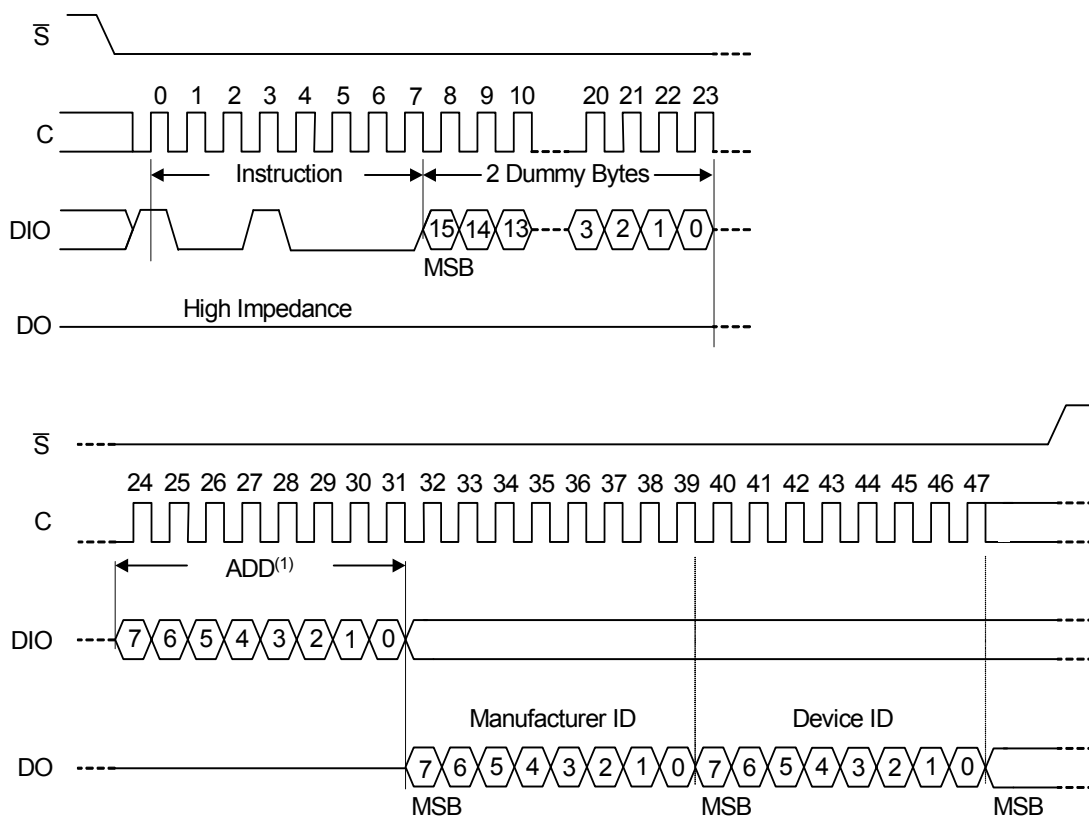 S
0 1 2 3 4 5 6 7 8 9 10 20 21 22 23
C
Instruction 2 Dummy Bytes
DIO 15 14 13 3 2 1 0
MSB
High Impedance
DO
S
24 25 26 27 28 29 30 31 32 33 34 35 36 37 38 39 40 41 42 43 44 45 46 47
C
ADD(1)
DIO 7 6 5 4 3 2 1 0
Manufacturer ID Device ID
DO 7 6 5 4 3 2 1 0 7 6 5 4 3 2 1 0
MSB MSB MSB